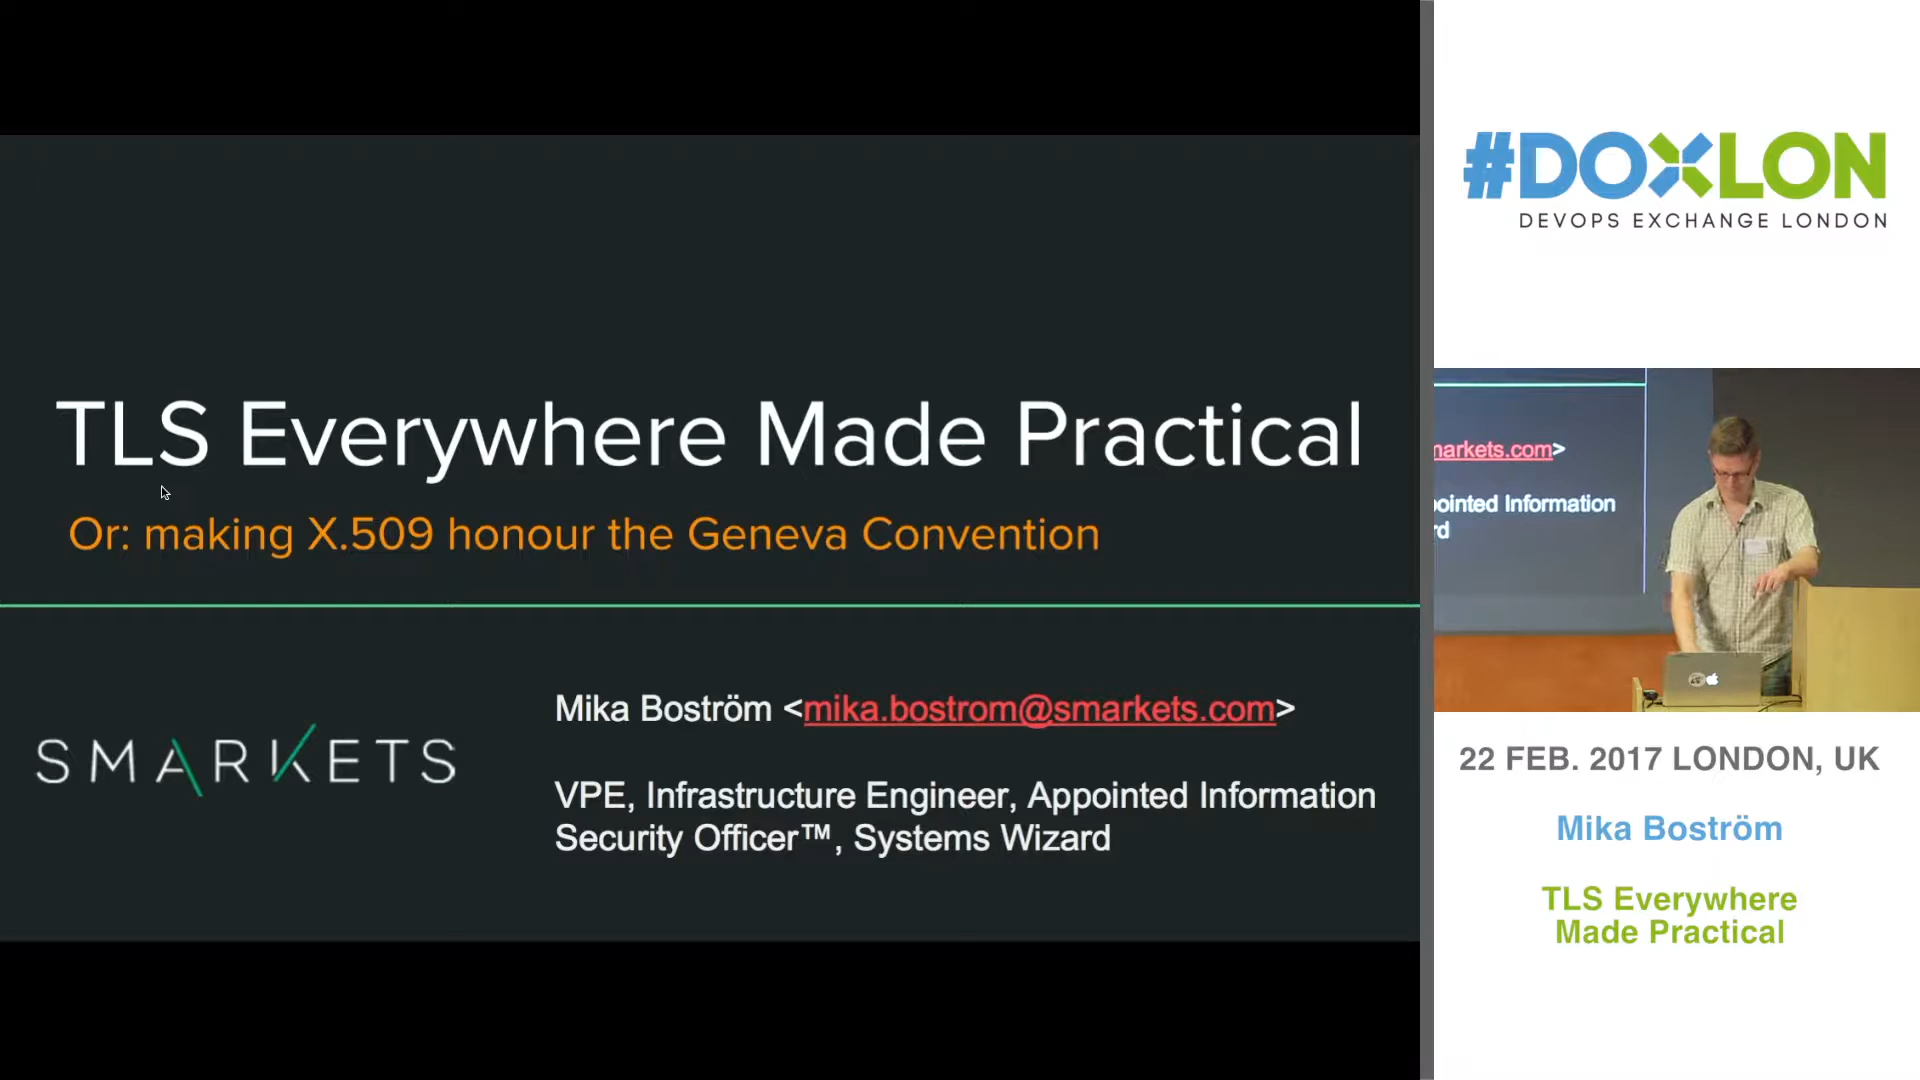 TLS Everywhere Made Practical
Or: making X.509 honour the Geneva Convention
SMARKETS
Mika Boström <mika.bostrom@smarkets.com>
VPE, Infrastructure Engineer, Appointed Information
Security Officer™, Systems Wizard
#DOXLON
DEVOPS EXCHANGE LONDON
markets.com>
ointed Information
rd
22 FEB. 2017 LONDON, UK
Mika Boström
TLS Everywhere
Made Practical